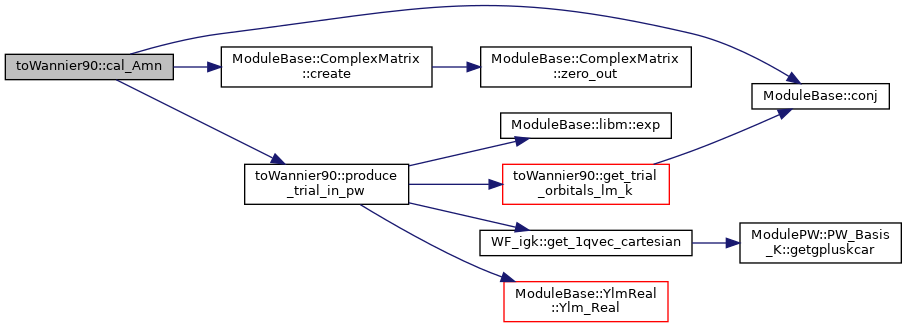 toWannier90::cal_Amn
ModuleBase::ComplexMatrix
::create
ModuleBase::ComplexMatrix
::zero_out
ModuleBase::conj
ModuleBase::libm::exp
toWannier90::produce
_trial_in_pw
toWannier90::get_trial
_orbitals_lm_k
WF_igk::get_1qvec_cartesian
ModulePW::PW_Basis
_K::getgpluskcar
ModuleBase::YlmReal
::Ylm_Real